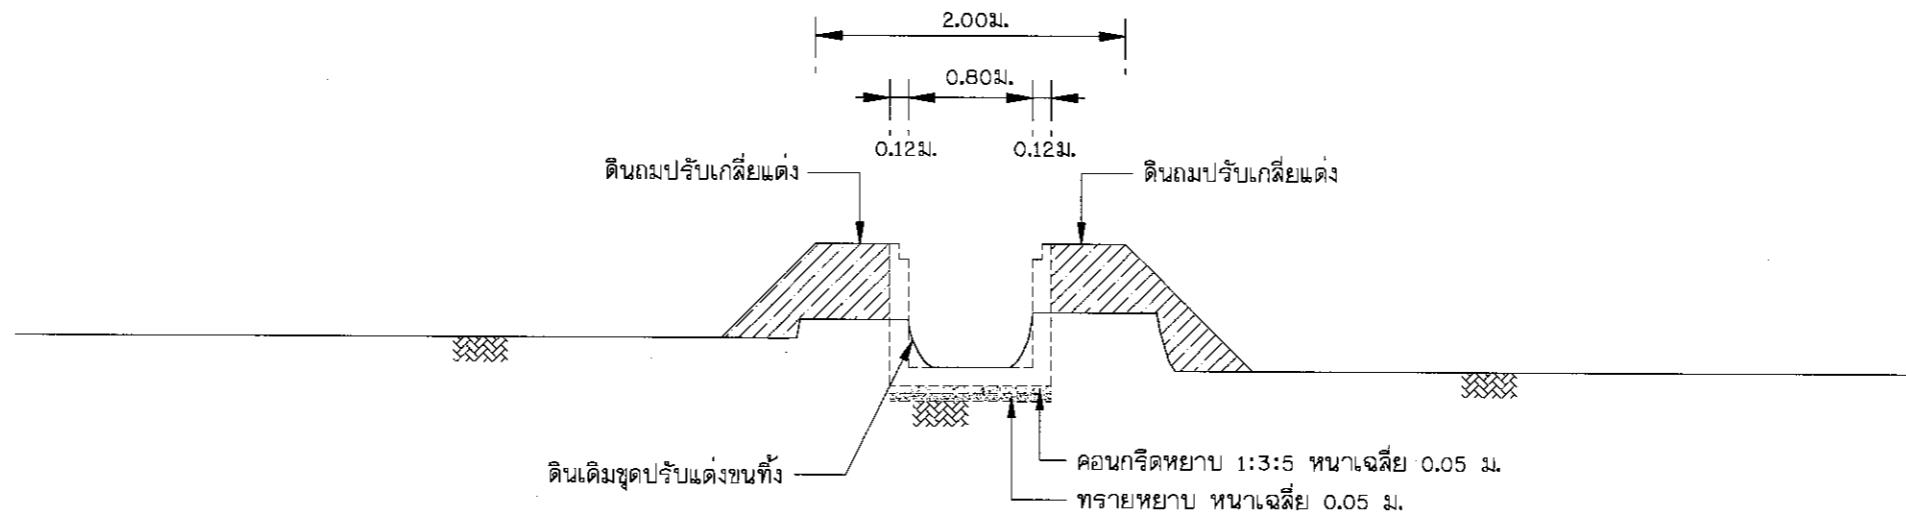 2.00ม.
0.80ม.
0.12ม.
0.12ม.
ดินถมปรับเกลี่ยแต่ง
ดินถมปรับเกลี่ยแต่ง
ดินเดิมขุดปรับแต่งขนทิ้ง
คอนกรีตหยาบ 1:3:5 หนาเฉลี่ย 0.05 ม.
ทรายหยาบ หนาเฉลี่ย 0.05 ม.